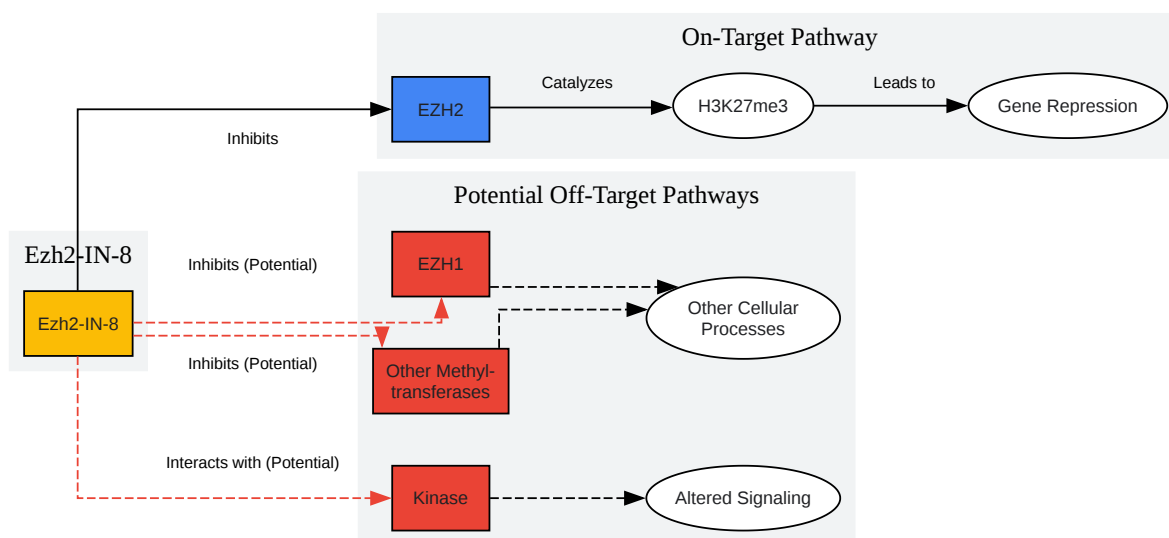 On-Target Pathway
Catalyzes
Leads to
EZH2
H3K27me3
Gene Repression
Inhibits
Potential Off-Target Pathways
Ezh2-IN-8
Inhibits (Potential)
EZH1
Ezh2-IN-8
Other Cellular
Processes
Inhibits (Potential)
Other Methyl-
transferases
Interacts with (Potential)
Kinase
Altered Signaling